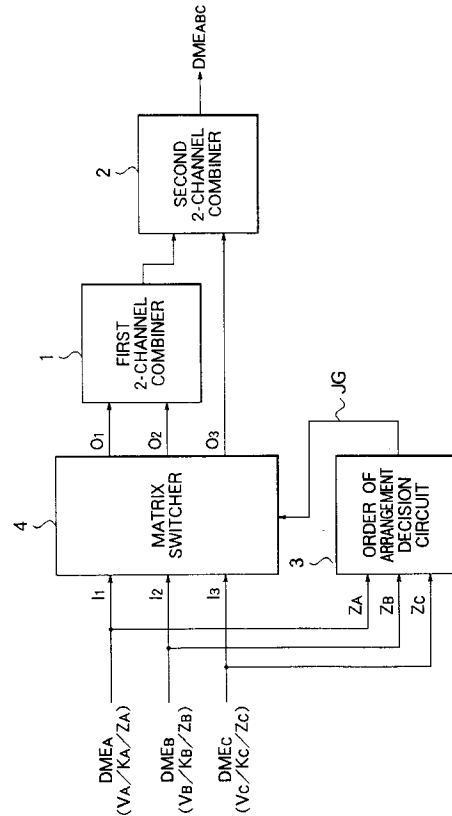 DMEA
(VA/KA/ZA)
DMEB
(VB/KB/ZB)
DMEC
(VC/KC/ZC)
I1
I2
I3
4
MATRIX
SWITCHER
O1
O2
O3
1
FIRST
2-CHANNEL
COMBINER
2
SECOND
2-CHANNEL
COMBINER
DMEABC
ZA
ZB
ZC
3
ORDER OF
ARRANGEMENT
DECISION
CIRCUIT
JG